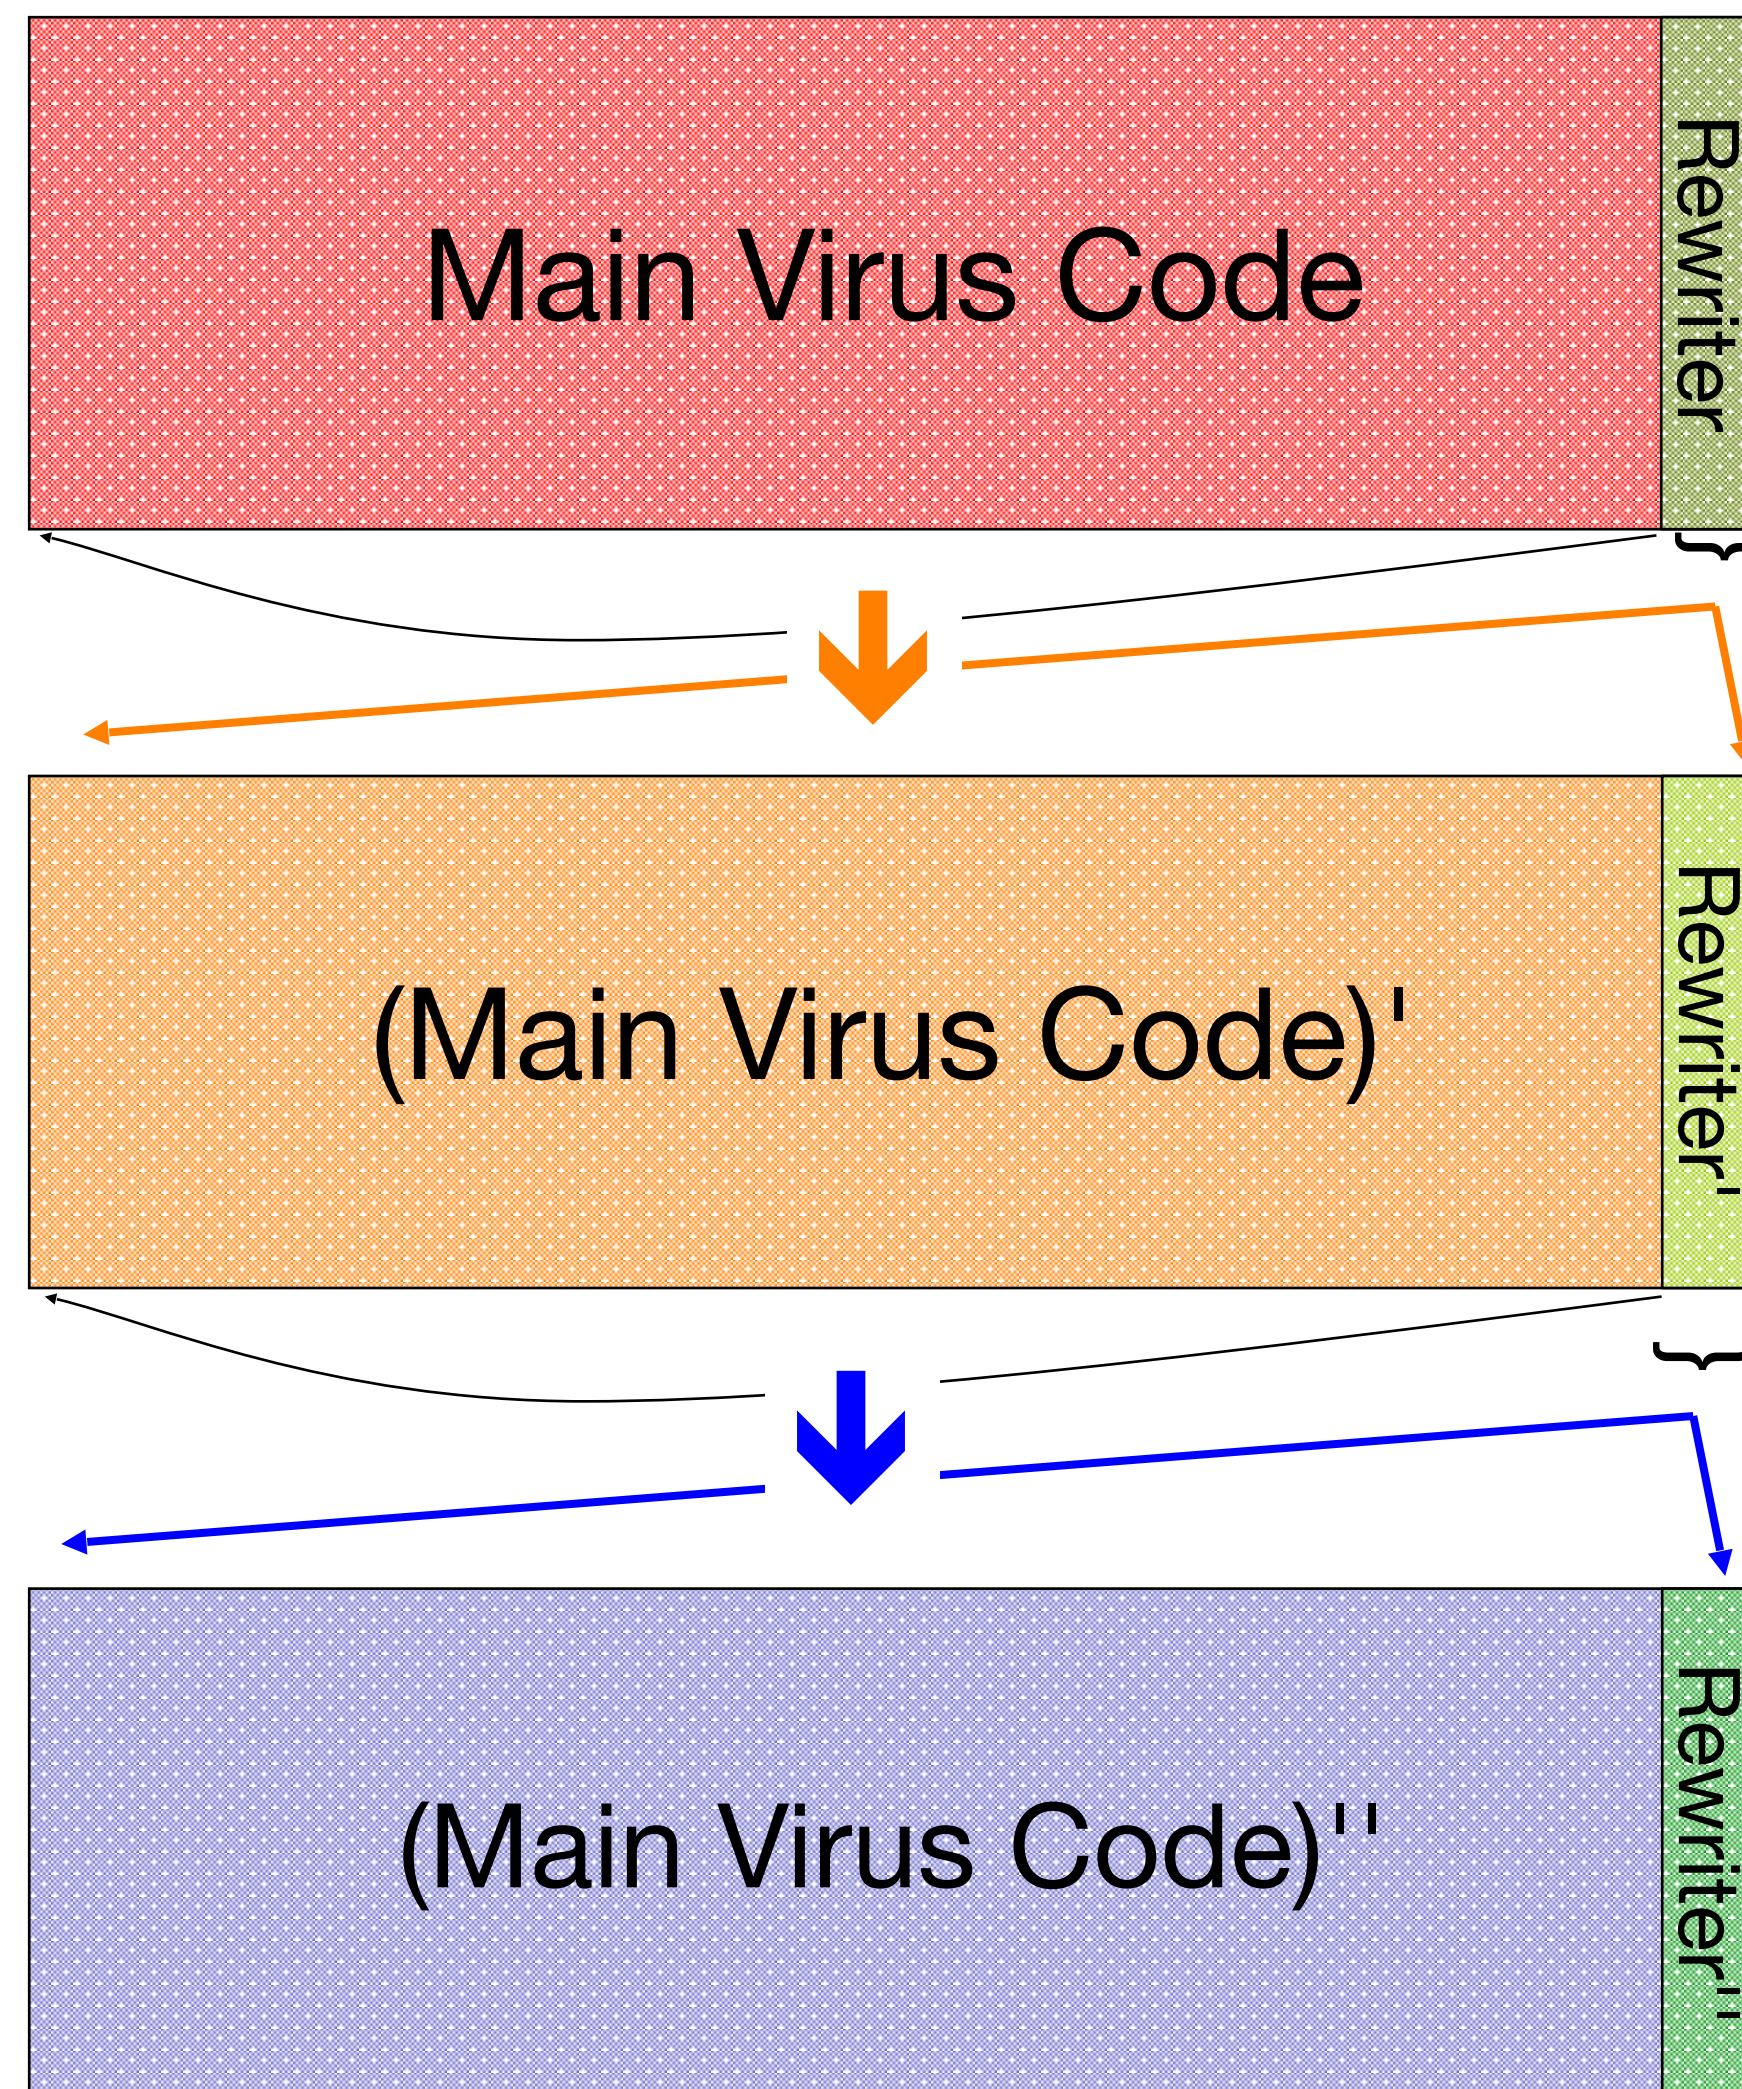 Main Virus Code
Rewriter
}
(Main Virus Code)'
Rewriter'
}
(Main Virus Code)''
Rewriter''